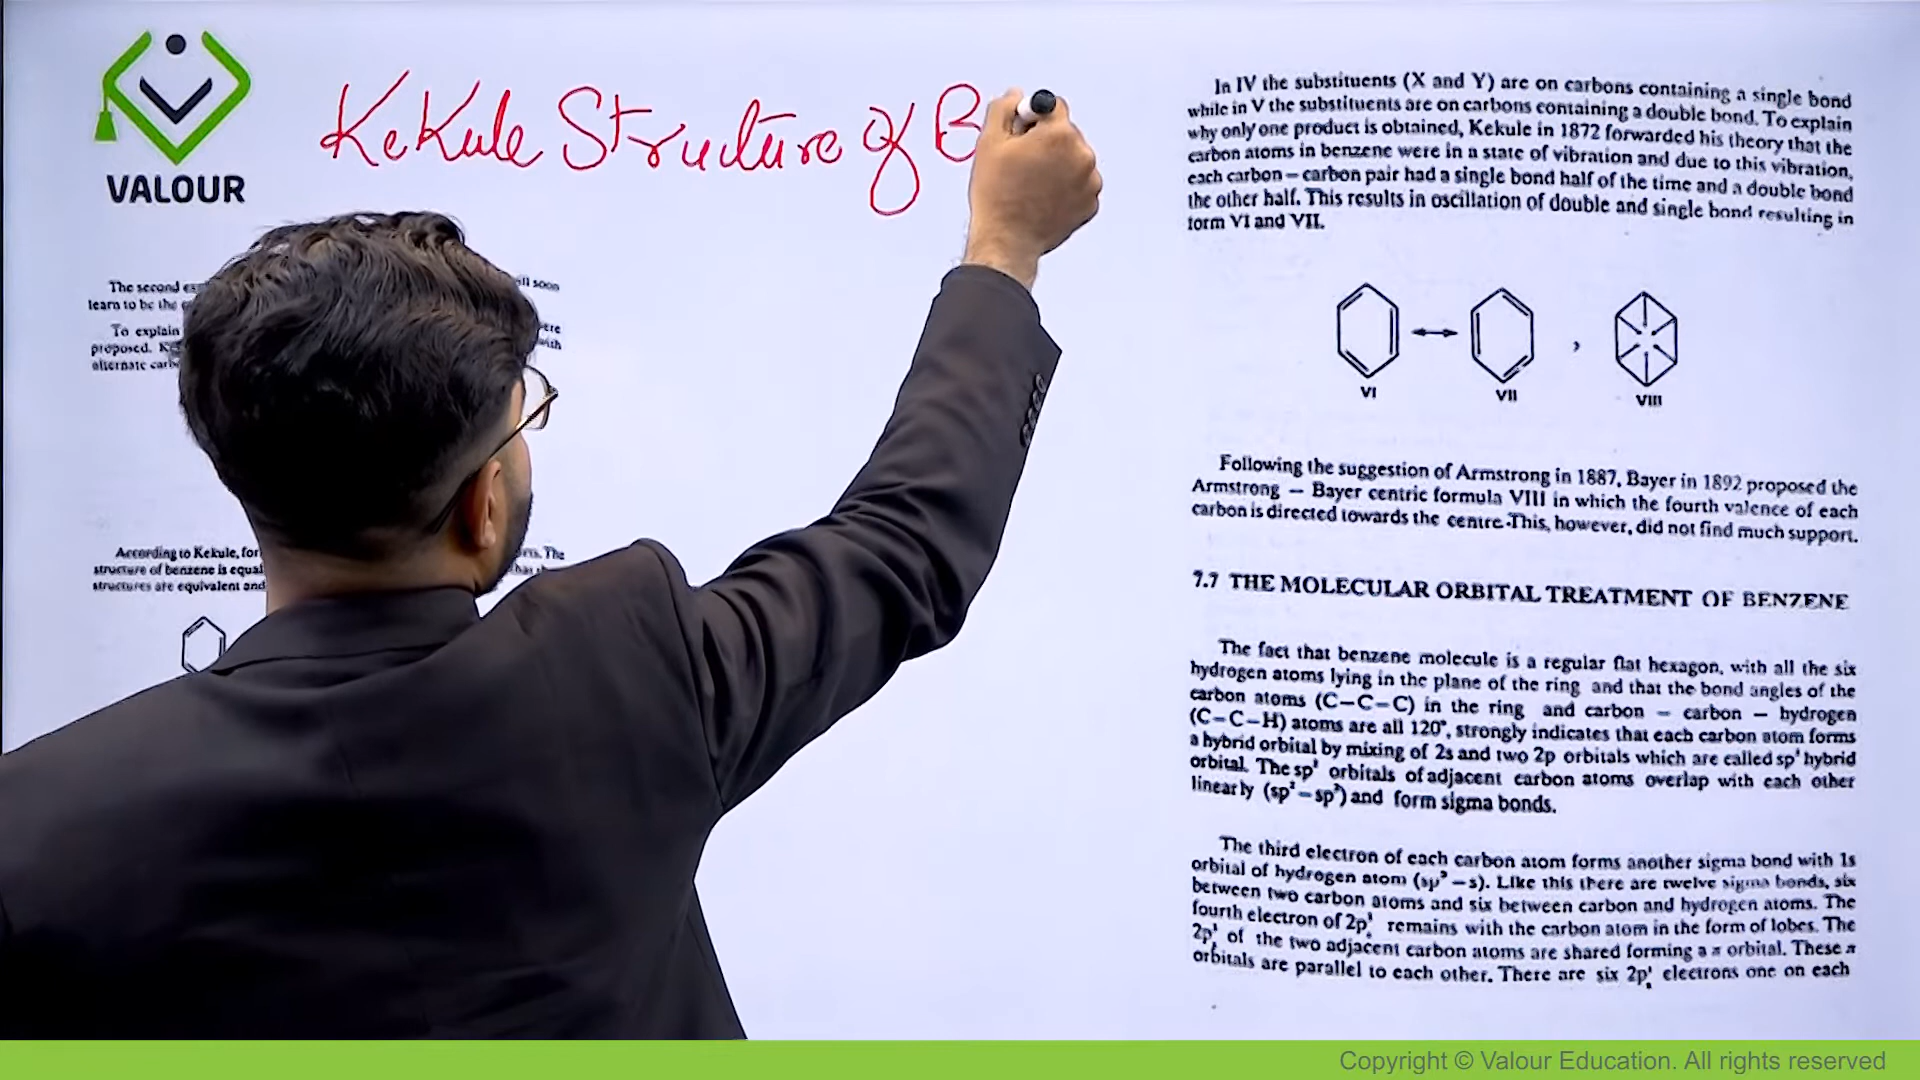 VALOUR
KeKule Structure of B
The second
learn to be the
soon
To explain
proposed.
with
alternate
According to Kekule, for
structure of benzene is equal
structures are equivalent and
The
In IV the substituents (X and Y) are on carbons containing a single bond
while in V the substituents are on carbons containing a double bond. To explain
why only one product is obtained, Kekule in 1872 forwarded his theory that the
carbon atoms in benzene were in a state of vibration and due to this vibration,
each carbon – carbon pair had a single bond half of the time and a double bond
the other half. This results in oscillation of double and single bond resulting in
form VI and VII.
VI
VII
,
VIII
Following the suggestion of Armstrong in 1887, Bayer in 1892 proposed the
Armstrong – Bayer centric formula VIII in which the fourth valence of each
carbon is directed towards the centre. This, however, did not find much support.
7.7 THE MOLECULAR ORBITAL TREATMENT OF BENZENE
The fact that benzene molecule is a regular flat hexagon, with all the six
hydrogen atoms lying in the plane of the ring and that the bond angles of the
carbon atoms (C–C–C) in the ring and carbon – carbon – hydrogen
(C–C–H) atoms are all 120°, strongly indicates that each carbon atom forms
a hybrid orbital by mixing of 2s and two 2p orbitals which are called sp² hybrid
orbital. The sp² orbitals of adjacent carbon atoms overlap with each other
linearly (sp²–sp²) and form sigma bonds.
The third electron of each carbon atom forms another sigma bond with 1s
orbital of hydrogen atom (sp²–s). Like this there are twelve sigma bonds, six
between two carbon atoms and six between carbon and hydrogen atoms. The
fourth electron of 2p remains with the carbon atom in the form of lobes. The
2p of the two adjacent carbon atoms are shared forming a π orbital. These π
orbitals are parallel to each other. There are six 2p electrons one on each
Copyright © Valour Education. All rights reserved